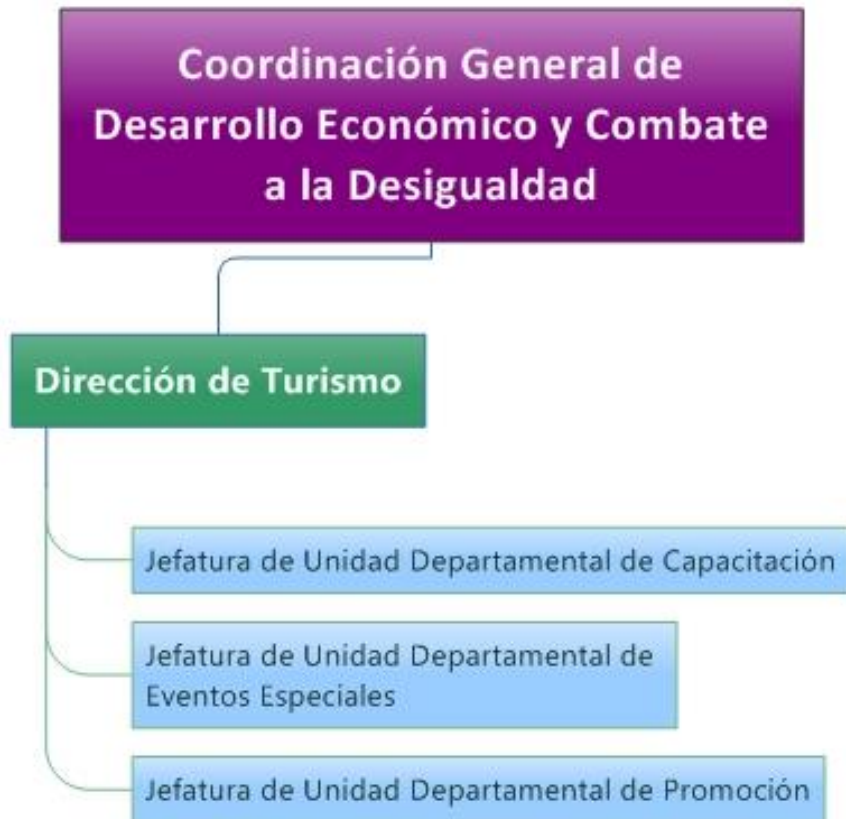 Coordinación General de
Desarrollo Económico y Combate
a la Desigualdad
Dirección de Turismo
Jefatura de Unidad Departamental de Capacitación
Jefatura de Unidad Departamental de
Eventos Especiales
Jefatura de Unidad Departamental de Promoción